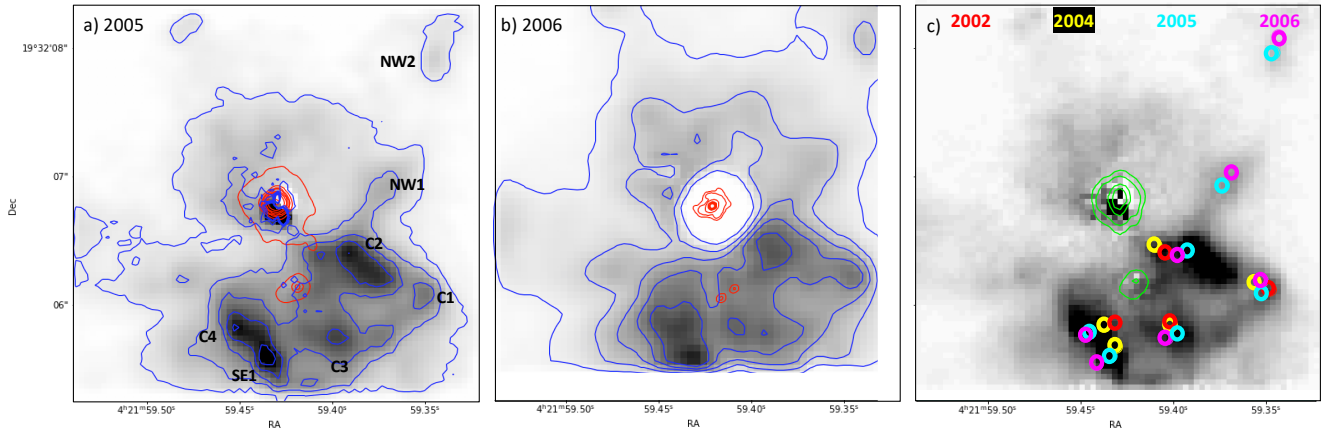 a) 2005
b) 2006
c)
2002
2004
2005
2006
19°32'08"
07"
06"
Dec
NW2
NW1
C2
C1
C4
C3
SE1
4ʰ21ᵐ59.50ˢ
59.45ˢ
59.40ˢ
59.35ˢ
RA
4ʰ21ᵐ59.50ˢ
59.45ˢ
59.40ˢ
59.35ˢ
RA
4ʰ21ᵐ59.50ˢ
59.45ˢ
59.40ˢ
59.35ˢ
RA